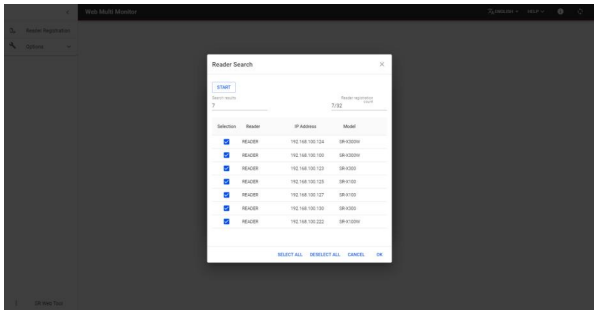 Web Multi Monitor
ENGLISH
HELP
Reader Registration
Options
Reader Search
START
Search results
7
Reader registration count
7/32
Selection Reader IP Address Model
READER 192.168.100.124 SR-X300W
READER 192.168.100.100 SR-X300W
READER 192.168.100.123 SR-X300
READER 192.168.100.125 SR-X100
READER 192.168.100.127 SR-X100
READER 192.168.100.130 SR-X300
READER 192.168.100.222 SR-X100W
SELECT ALL DESELECT ALL CANCEL OK